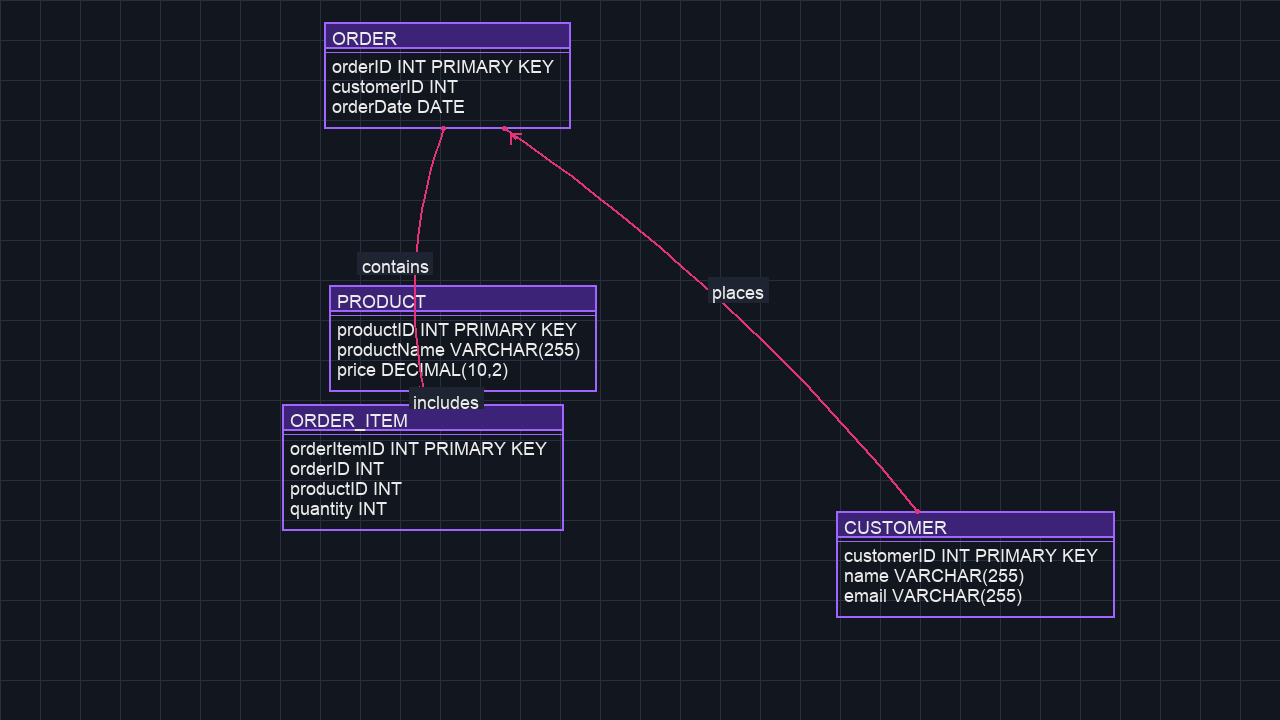 ORDER
orderID INT PRIMARY KEY
customerID INT
orderDate DATE
contains
places
PRODUCT
productID INT PRIMARY KEY
productName VARCHAR(255)
price DECIMAL(10,2)
includes
ORDER_ITEM
orderItemID INT PRIMARY KEY
orderID INT
productID INT
quantity INT
CUSTOMER
customerID INT PRIMARY KEY
name VARCHAR(255)
email VARCHAR(255)